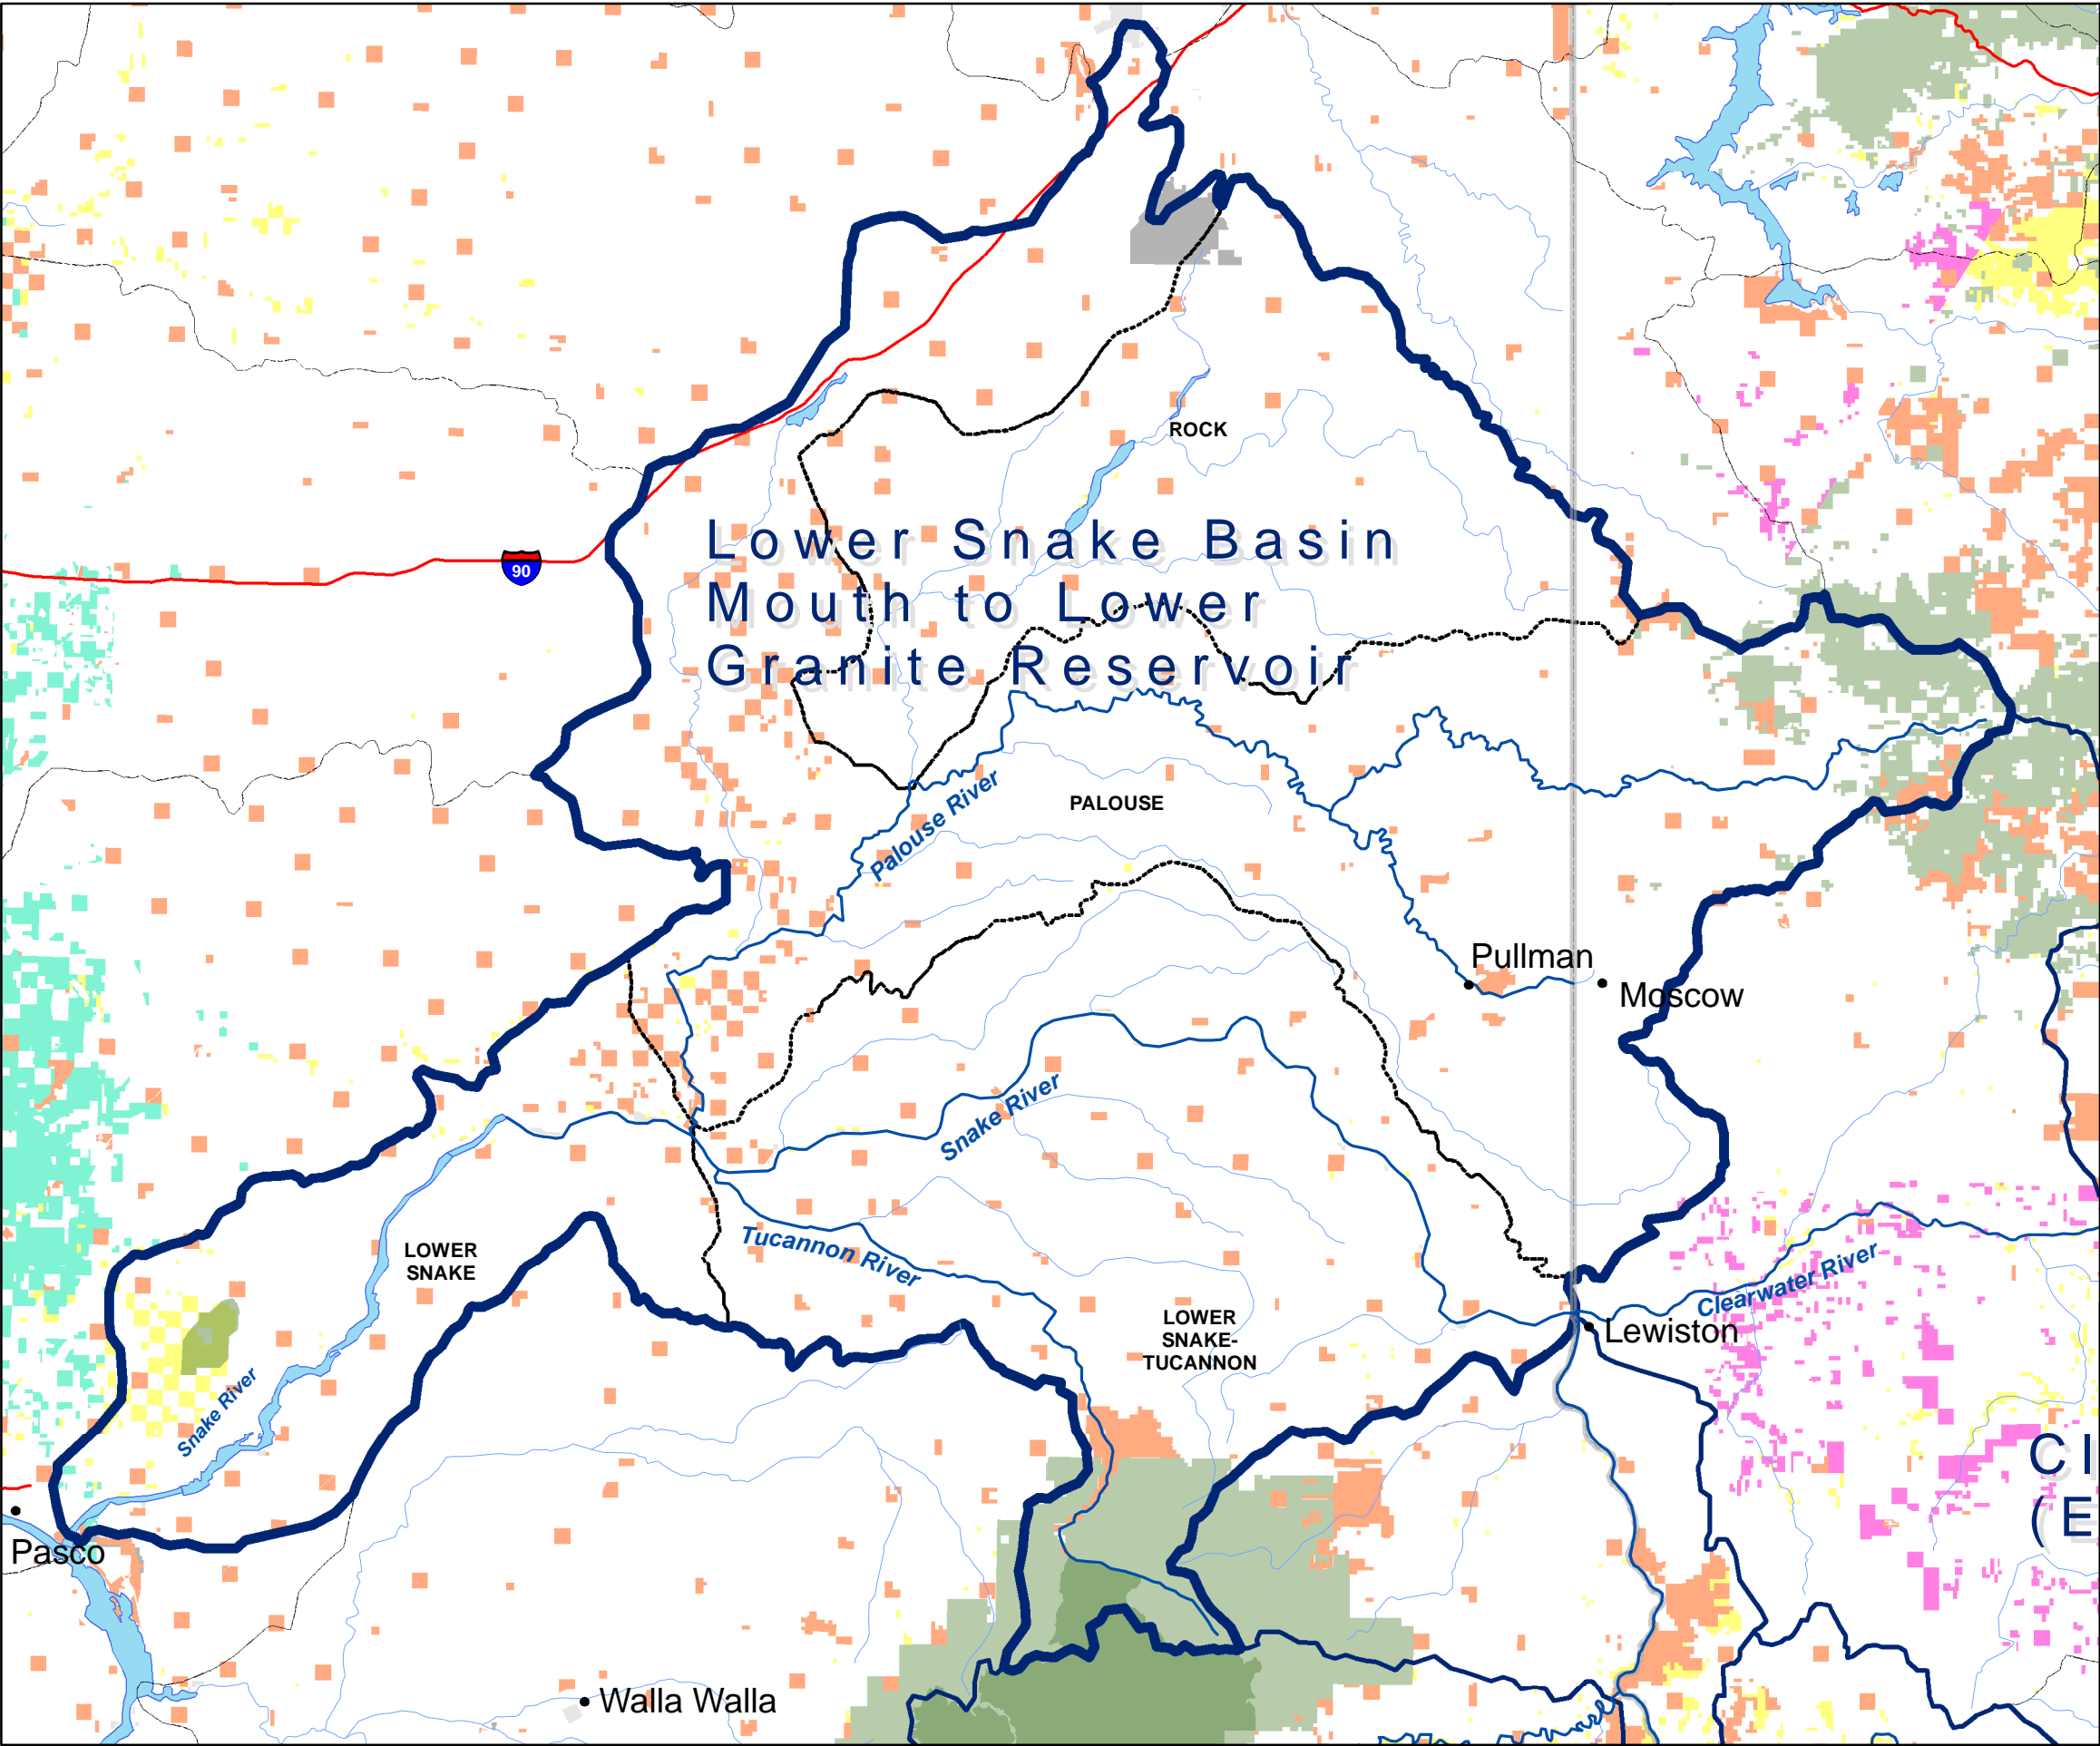 90
ROCK
Lower Snake Basin
Mouth to Lower
Granite Reservoir
Palouse River
PALOUSE
Pullman
Moscow
Snake River
Tucannon River
LOWER
SNAKE
Clearwater River
LOWER
SNAKE-
TUCANNON
Lewiston
Snake River
Cl
(E
Pasco
Walla Walla